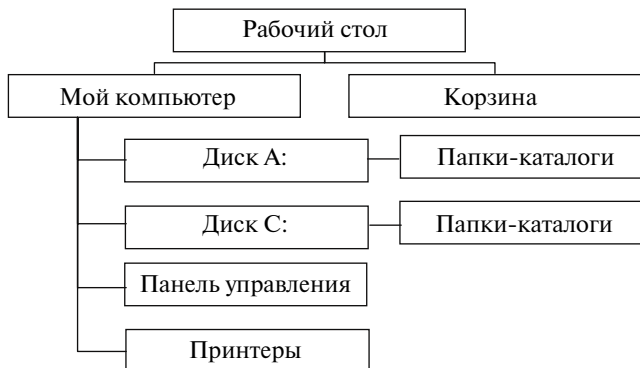 Рабочий стол
Мой компьютер
Корзина
Диск А:
Папки-каталоги
Диск С:
Папки-каталоги
Панель управления
Принтеры